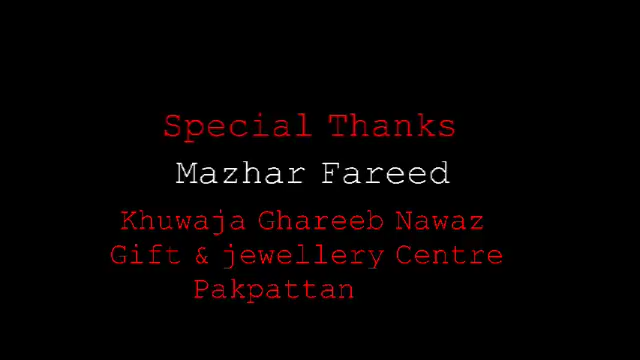 Special Thanks
Mazhar Fareed
Khuwaja Ghareeb Nawaz
Gift & jewellery Centre
Pakpattan